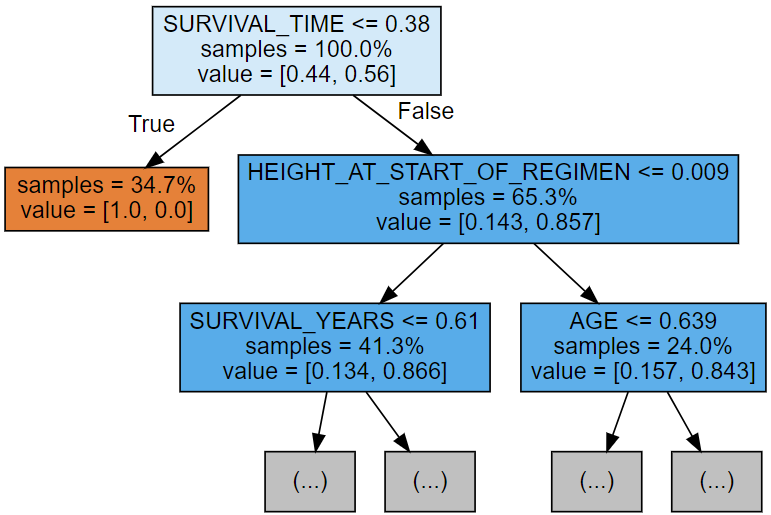 SURVIVAL_TIME <= 0.38
samples = 100.0%
value = [0.44, 0.56]
True
False
samples = 34.7%
value = [1.0, 0.0]
HEIGHT_AT_START_OF_REGIMEN <= 0.009
samples = 65.3%
value = [0.143, 0.857]
SURVIVAL_YEARS <= 0.61
samples = 41.3%
value = [0.134, 0.866]
AGE <= 0.639
samples = 24.0%
value = [0.157, 0.843]
(...)
(...)
(...)
(...)